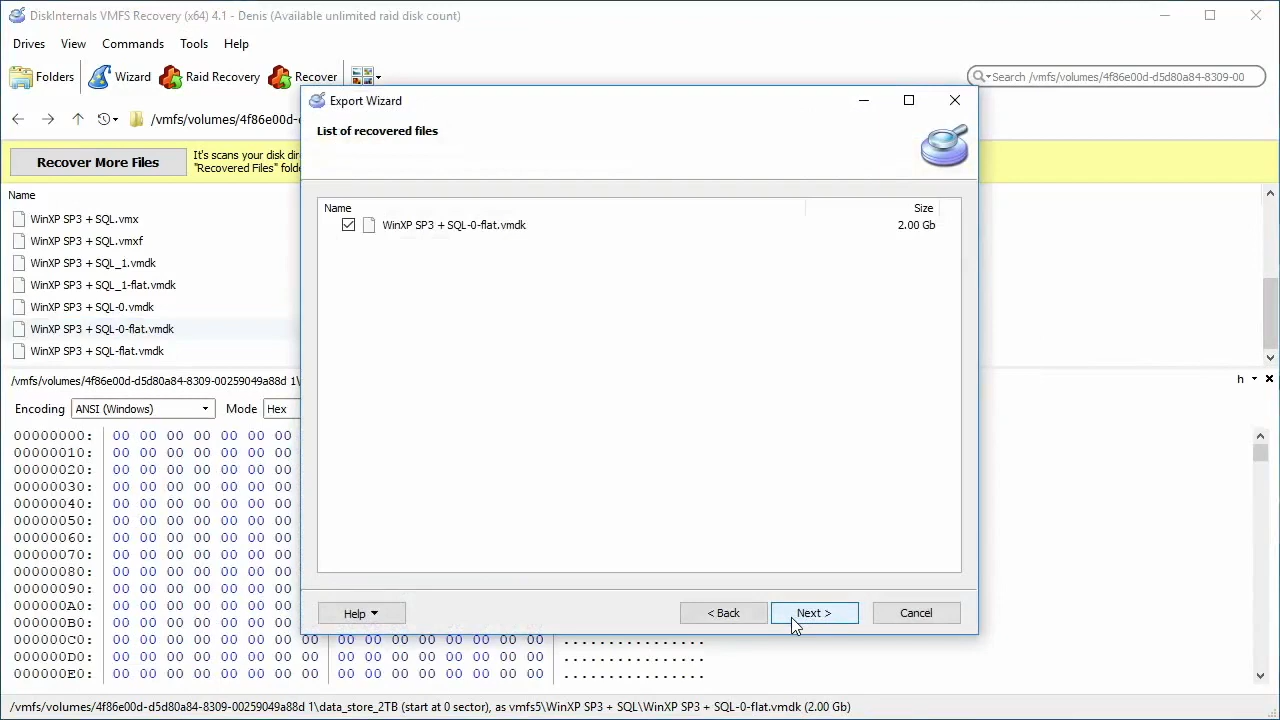 DiskInternals VMFS Recovery (x64) 4.1 - Denis (Available unlimited raid disk count)
Drives View Commands Tools Help
Folders Wizard Raid Recovery Recover Search /vmfs/volumes/4f86e00d-d5d80a84-8309-00
/vmfs/volumes/4f86e00d-
Export Wizard
List of recovered files
Recover More Files
It's scans your disk dir
"Recovered Files" folde
Name
WinXP SP3 + SQL.vmx
WinXP SP3 + SQL.vmxf
WinXP SP3 + SQL_1.vmdk
WinXP SP3 + SQL_1-flat.vmdk
WinXP SP3 + SQL-0.vmdk
WinXP SP3 + SQL-0-flat.vmdk
WinXP SP3 + SQL-flat.vmdk
Name Size
WinXP SP3 + SQL-0-flat.vmdk 2.00 Gb
/vmfs/volumes/4f86e00d-d5d80a84-8309-00259049a88d 1\ h
Encoding ANSI (Windows) Mode Hex
00000000: 00 00 00 00 00 00 00
00000010: 00 00 00 00 00 00 00
00000020: 00 00 00 00 00 00 00
00000030: 00 00 00 00 00 00 00
00000040: 00 00 00 00 00 00 00
00000050: 00 00 00 00 00 00 00
00000060: 00 00 00 00 00 00 00
00000070: 00 00 00 00 00 00 00
00000080: 00 00 00 00 00 00 00
00000090: 00 00 00 00 00 00 00
000000A0: 00 00 00 00 00 00 00
000000B0: 00 00 00 00 00 00 00
000000C0: 00 00 00 00 00 00 00 00 00 00 00 00 00 00 00 00 ................
000000D0: 00 00 00 00 00 00 00 00 00 00 00 00 00 00 00 00 ................
000000E0: 00 00 00 00 00 00 00 00 00 00 00 00 00 00 00 00 ................
Help < Back Next > Cancel
/vmfs/volumes/4f86e00d-d5d80a84-8309-00259049a88d 1\data_store_2TB (start at 0 sector), as vmfs5\WinXP SP3 + SQL\WinXP SP3 + SQL-0-flat.vmdk (2.00 Gb)